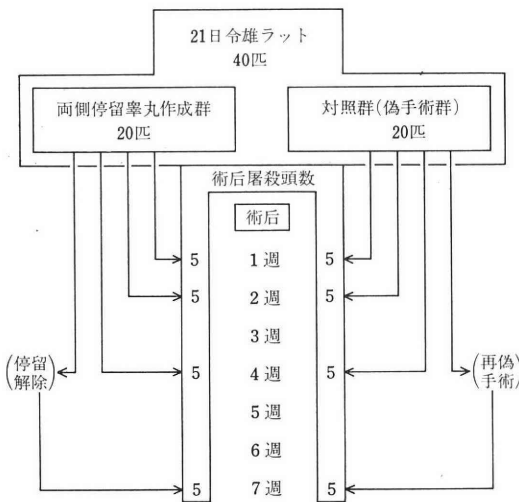 21日令雄ラット
40匹
両側停留睾丸作成群
20匹
対照群(偽手術群)
20匹
術后屠殺頭数
術后
5 1週 5
5 2週 5
3週
(停留
解除)
5 4週 5
(再偽
手術)
5週
6週
5 7週 5